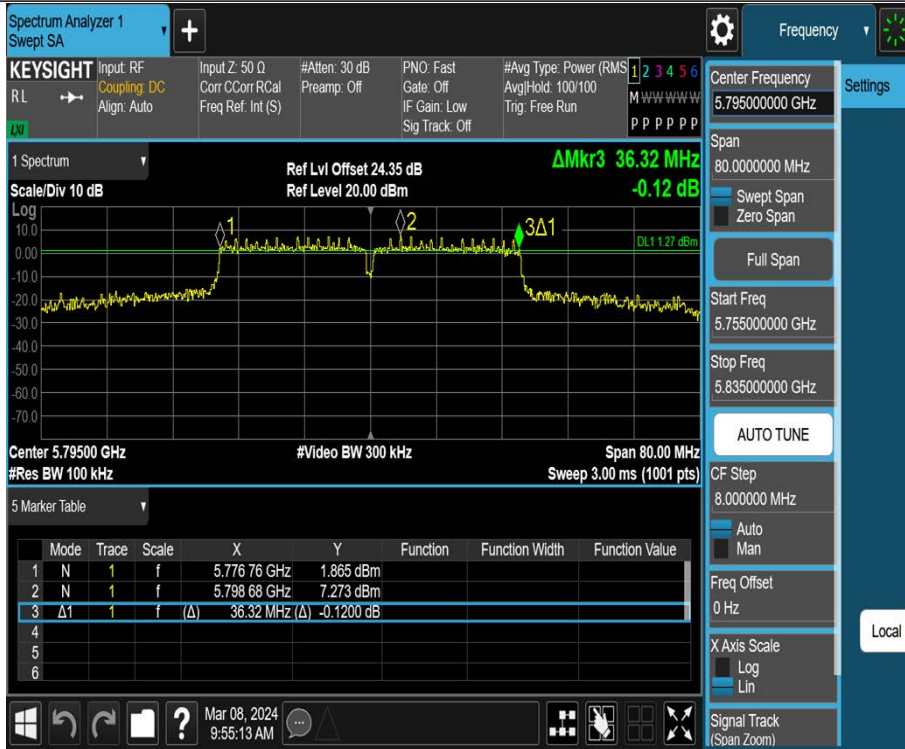 Spectrum Analyzer 1
Swept SA
+
Frequency
KEYSIGHT
RL
LXI
Input: RF
Coupling: DC
Align: Auto
Input Z: 50 Ω
Corr CCorr RCal
Freq Ref: Int (S)
#Atten: 30 dB
Preamp: Off
PNO: Fast
Gate: Off
IF Gain: Low
Sig Track: Off
#Avg Type: Power (RMS
Avg|Hold: 100/100
Trig: Free Run
1 2 3 4 5 6
M W W W W W
P P P P P P
Settings
1 Spectrum
Scale/Div 10 dB
Ref Lvl Offset 24.35 dB
Ref Level 20.00 dBm
ΔMkr3 36.32 MHz
-0.12 dB
Log
10.0
0.00
-10.0
-20.0
-30.0
-40.0
-50.0
-60.0
-70.0
1
2
3Δ1
DL1 1.27 dBm
Center 5.79500 GHz
#Res BW 100 kHz
#Video BW 300 kHz
Span 80.00 MHz
Sweep 3.00 ms (1001 pts)
5 Marker Table
Mode Trace Scale X Y Function Function Width Function Value
1 N 1 f 5.776 76 GHz 1.865 dBm
2 N 1 f 5.798 68 GHz 7.273 dBm
3 Δ1 1 f (Δ) 36.32 MHz (Δ) -0.1200 dB
4
5
6
Center Frequency
5.795000000 GHz
Span
80.0000000 MHz
Swept Span
Zero Span
Full Span
Start Freq
5.755000000 GHz
Stop Freq
5.835000000 GHz
AUTO TUNE
CF Step
8.000000 MHz
Auto
Man
Freq Offset
0 Hz
X Axis Scale
Log
Lin
Signal Track
(Span Zoom)
Local
?
Mar 08, 2024
9:55:13 AM